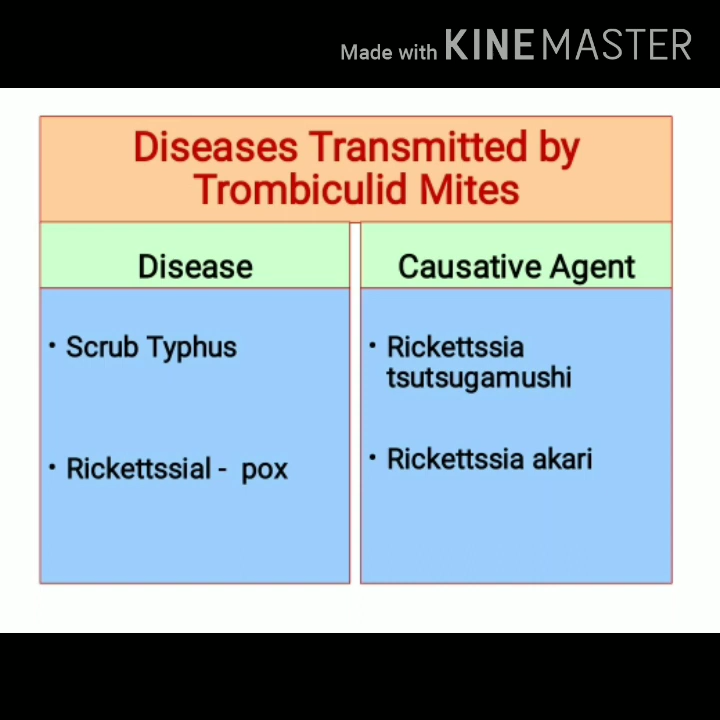 Made with KINEMASTER
Diseases Transmitted by
Trombiculid Mites
Disease
Causative Agent
• Scrub Typhus
• Rickettssia
tsutsugamushi
• Rickettssial - pox
• Rickettssia akari